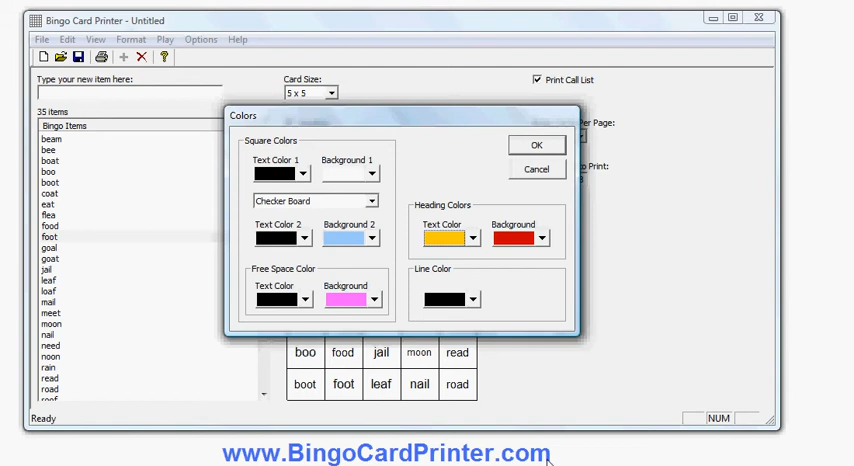 Bingo Card Printer - Untitled
File Edit View Format Play Options Help
Type your new item here:
Card Size:
5 x 5
Print Call List
35 items
Bingo Items
beam
bee
boat
boo
boot
coat
eat
flea
food
foot
goal
goat
jail
leaf
loaf
mail
meet
moon
nail
need
noon
rain
read
road
roof
Per Page:
to Print:
Colors
Square Colors
Text Color 1 Background 1
Checker Board
Text Color 2 Background 2
Free Space Color
Text Color Background
OK
Cancel
Heading Colors
Text Color Background
Line Color
boo food jail moon read
boot foot leaf nail road
Ready
NUM
www.BingoCardPrinter.com